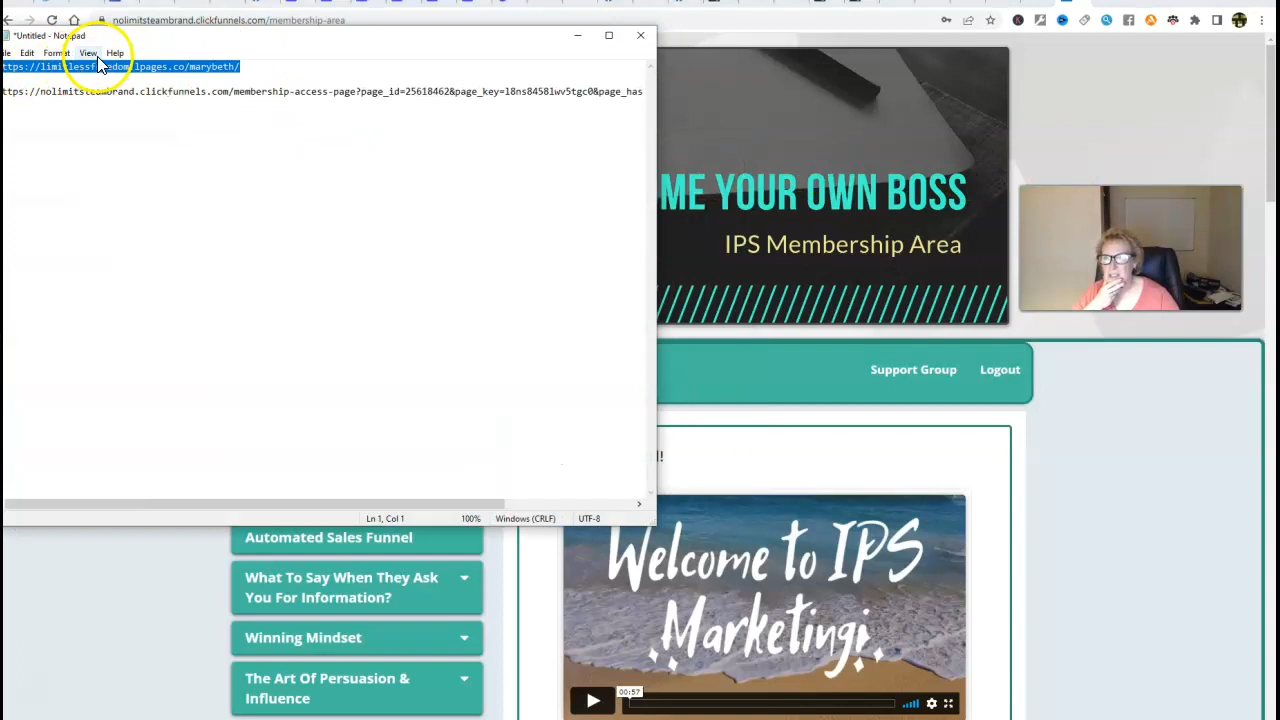 nolimitsteambrand.clickfunnels.com/membership-area
*Untitled - Notepad
ile Edit Format View Help
ttps://limitlessfreedom.lpages.co/marybeth/
ttps://nolimitsteambrand.clickfunnels.com/membership-access-page?page_id=25618462&page_key=l8ns84581wv5tgc0&page_has
ME YOUR OWN BOSS
IPS Membership Area
Support Group Logout
l!
Ln 1, Col 1 100% Windows (CRLF) UTF-8
Automated Sales Funnel
What To Say When They Ask
You For Information?
Winning Mindset
The Art Of Persuasion &
Influence
Welcome to IPS
Marketing!
00:57